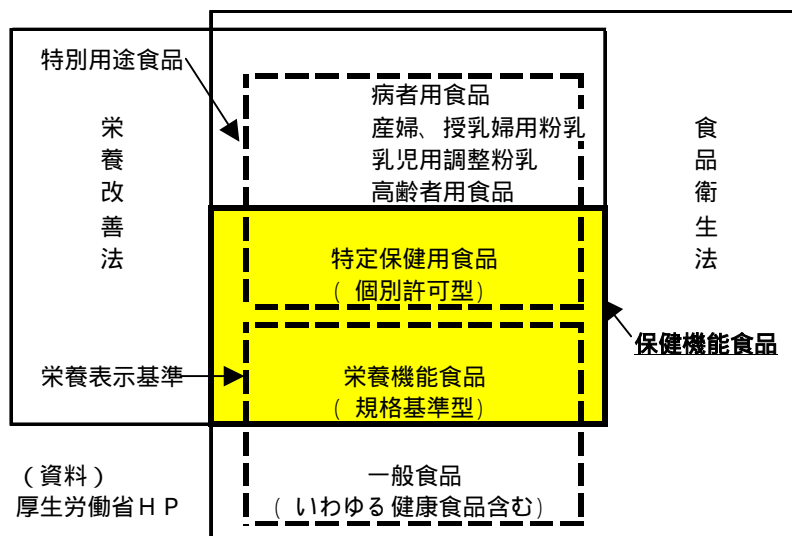 特別用途食品
病者用食品
産婦、授乳婦用粉乳
乳児用調整粉乳
高齢者用食品
栄養改善法
食品衛生法
特定保健用食品
(個別許可型)
保健機能食品
栄養表示基準
栄養機能食品
(規格基準型)
(資料)
厚生労働省HP
一般食品
(いわゆる健康食品含む)